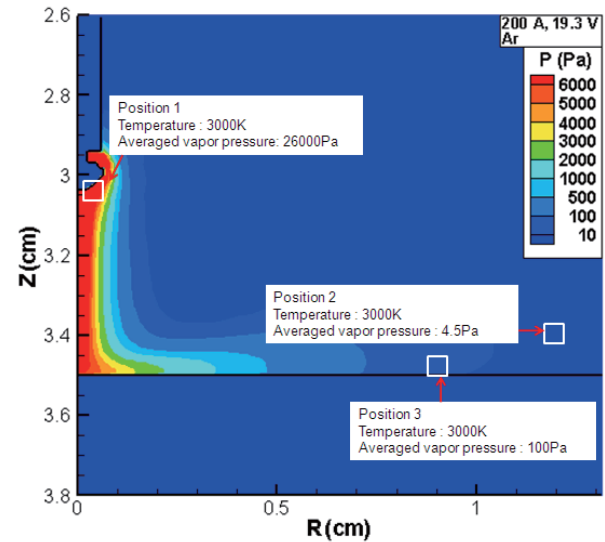 200 A, 19.3 V
Ar
P (Pa)
6000
5000
4000
3000
2000
1000
500
100
10
2.6
2.8
3
3.2
3.4
3.6
3.8
Z(cm)
Position 1
Temperature : 3000K
Averaged vapor pressure: 26000Pa
Position 2
Temperature : 3000K
Averaged vapor pressure : 4.5Pa
Position 3
Temperature : 3000K
Averaged vapor pressure : 100Pa
0
0.5
1
R(cm)